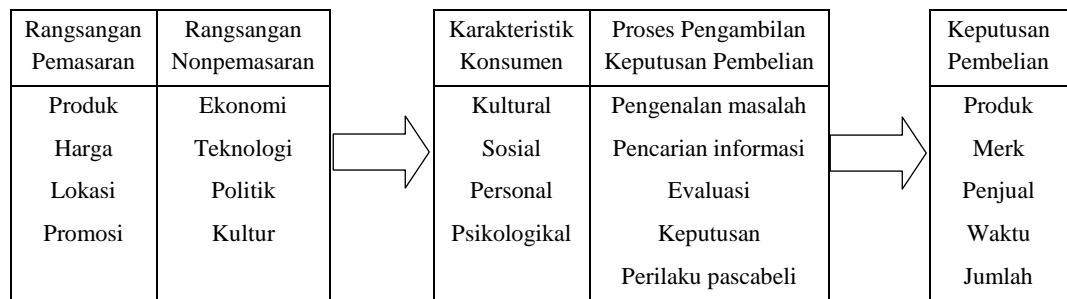 Rangsangan Pemasaran
Rangsangan Nonpemasaran
Karakteristik Konsumen
Proses Pengambilan Keputusan Pembelian
Keputusan Pembelian
Produk
Harga
Lokasi
Promosi
Ekonomi
Teknologi
Politik
Kultur
Kultural
Sosial
Personal
Psikologikal
Pengenalan masalah
Pencarian informasi
Evaluasi
Keputusan
Perilaku pascabeli
Produk
Merk
Penjual
Waktu
Jumlah